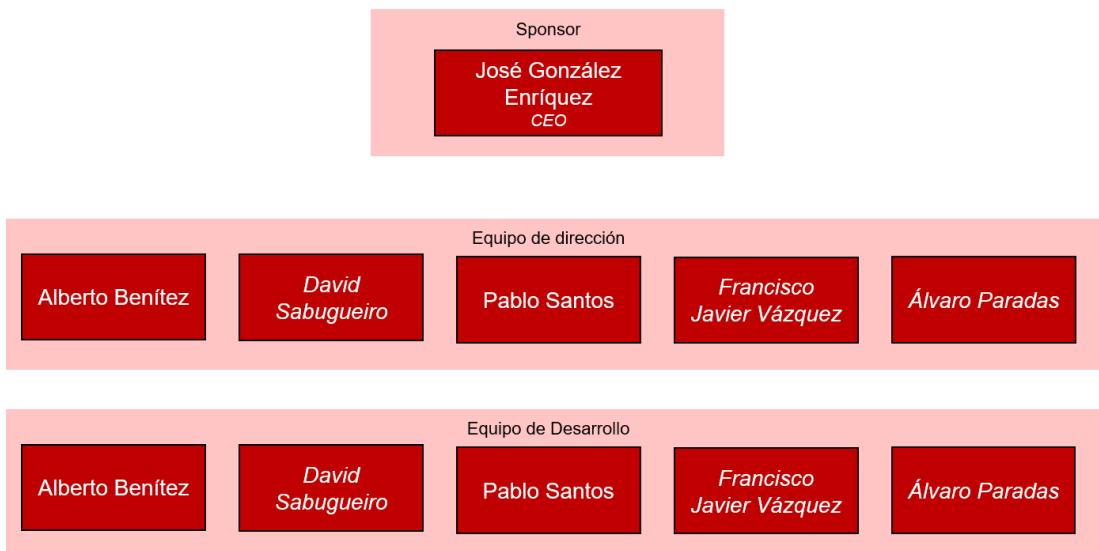 Sponsor
José González
Enríquez
CEO
Equipo de dirección
Alberto Benítez
David
Sabugueiro
Pablo Santos
Francisco
Javier Vázquez
Álvaro Paradas
Equipo de Desarrollo
Alberto Benítez
David
Sabugueiro
Pablo Santos
Francisco
Javier Vázquez
Álvaro Paradas